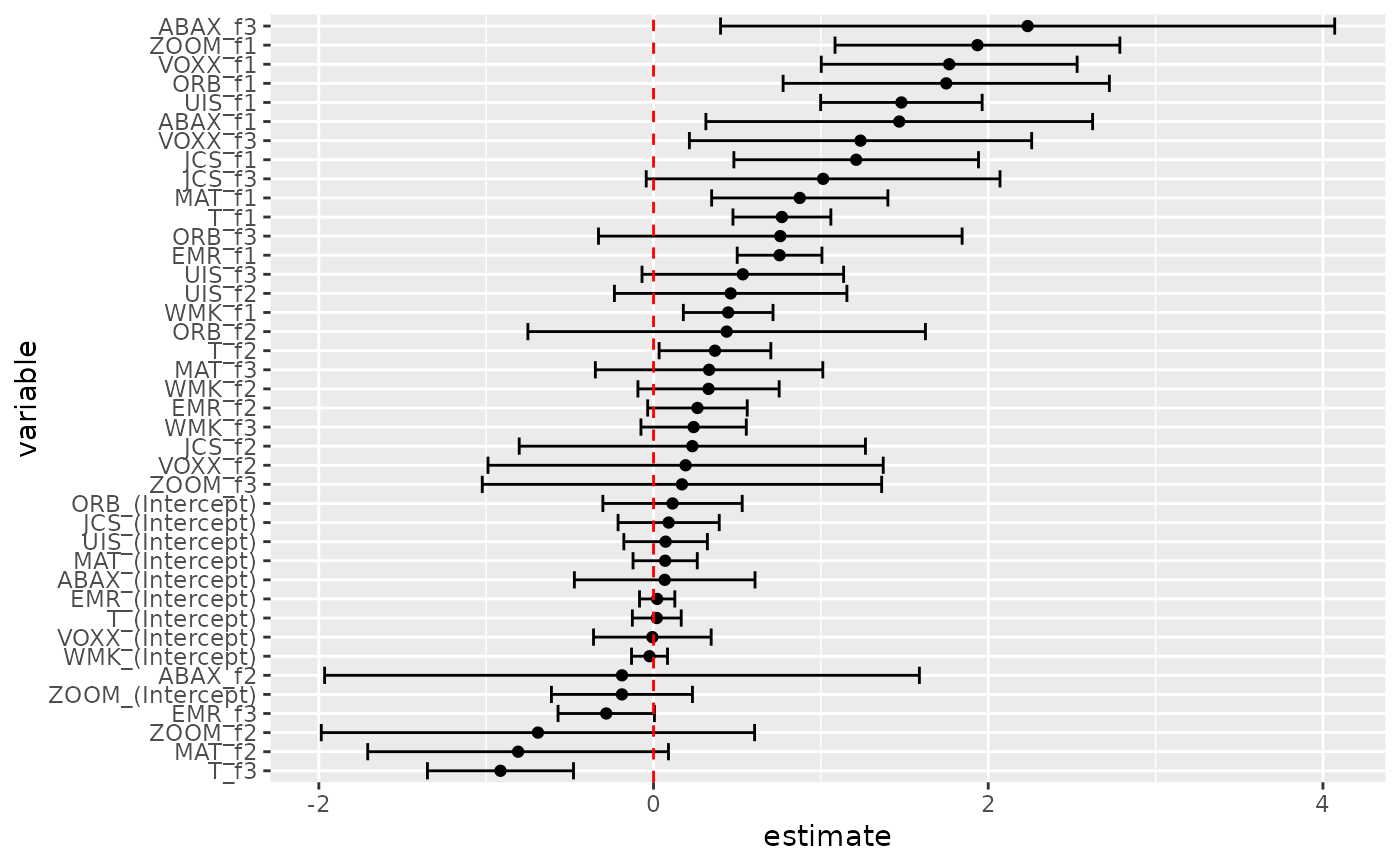 ABAX_f3
ZOOM_f1
VOXX_f1
ORB_f1
UIS_f1
ABAX_f1
VOXX_f3
JCS_f1
JCS_f3
MAT_f1
T_f1
ORB_f3
EMR_f1
UIS_f3
UIS_f2
WMK_f1
ORB_f2
T_f2
MAT_f3
WMK_f2
EMR_f2
WMK_f3
JCS_f2
VOXX_f2
ZOOM_f3
ORB_(Intercept)
JCS_(Intercept)
UIS_(Intercept)
MAT_(Intercept)
ABAX_(Intercept)
EMR_(Intercept)
T_(Intercept)
VOXX_(Intercept)
WMK_(Intercept)
ABAX_f2
ZOOM_(Intercept)
EMR_f3
ZOOM_f2
MAT_f2
T_f3
variable
-2 0 2 4
estimate